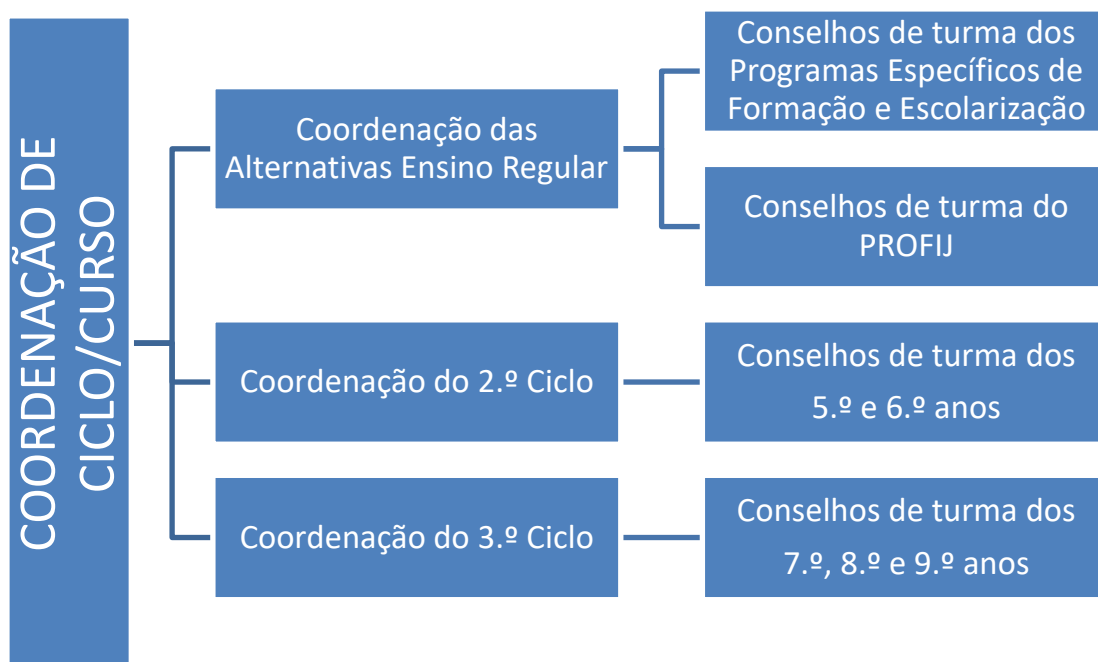 COORDENAÇÃO DE
CICLO/CURSO
Coordenação das
Alternativas Ensino Regular
Conselhos de turma dos
Programas Específicos de
Formação e Escolarização
Conselhos de turma do
PROFIJ
Coordenação do 2.º Ciclo
Conselhos de turma dos
5.º e 6.º anos
Coordenação do 3.º Ciclo
Conselhos de turma dos
7.º, 8.º e 9.º anos